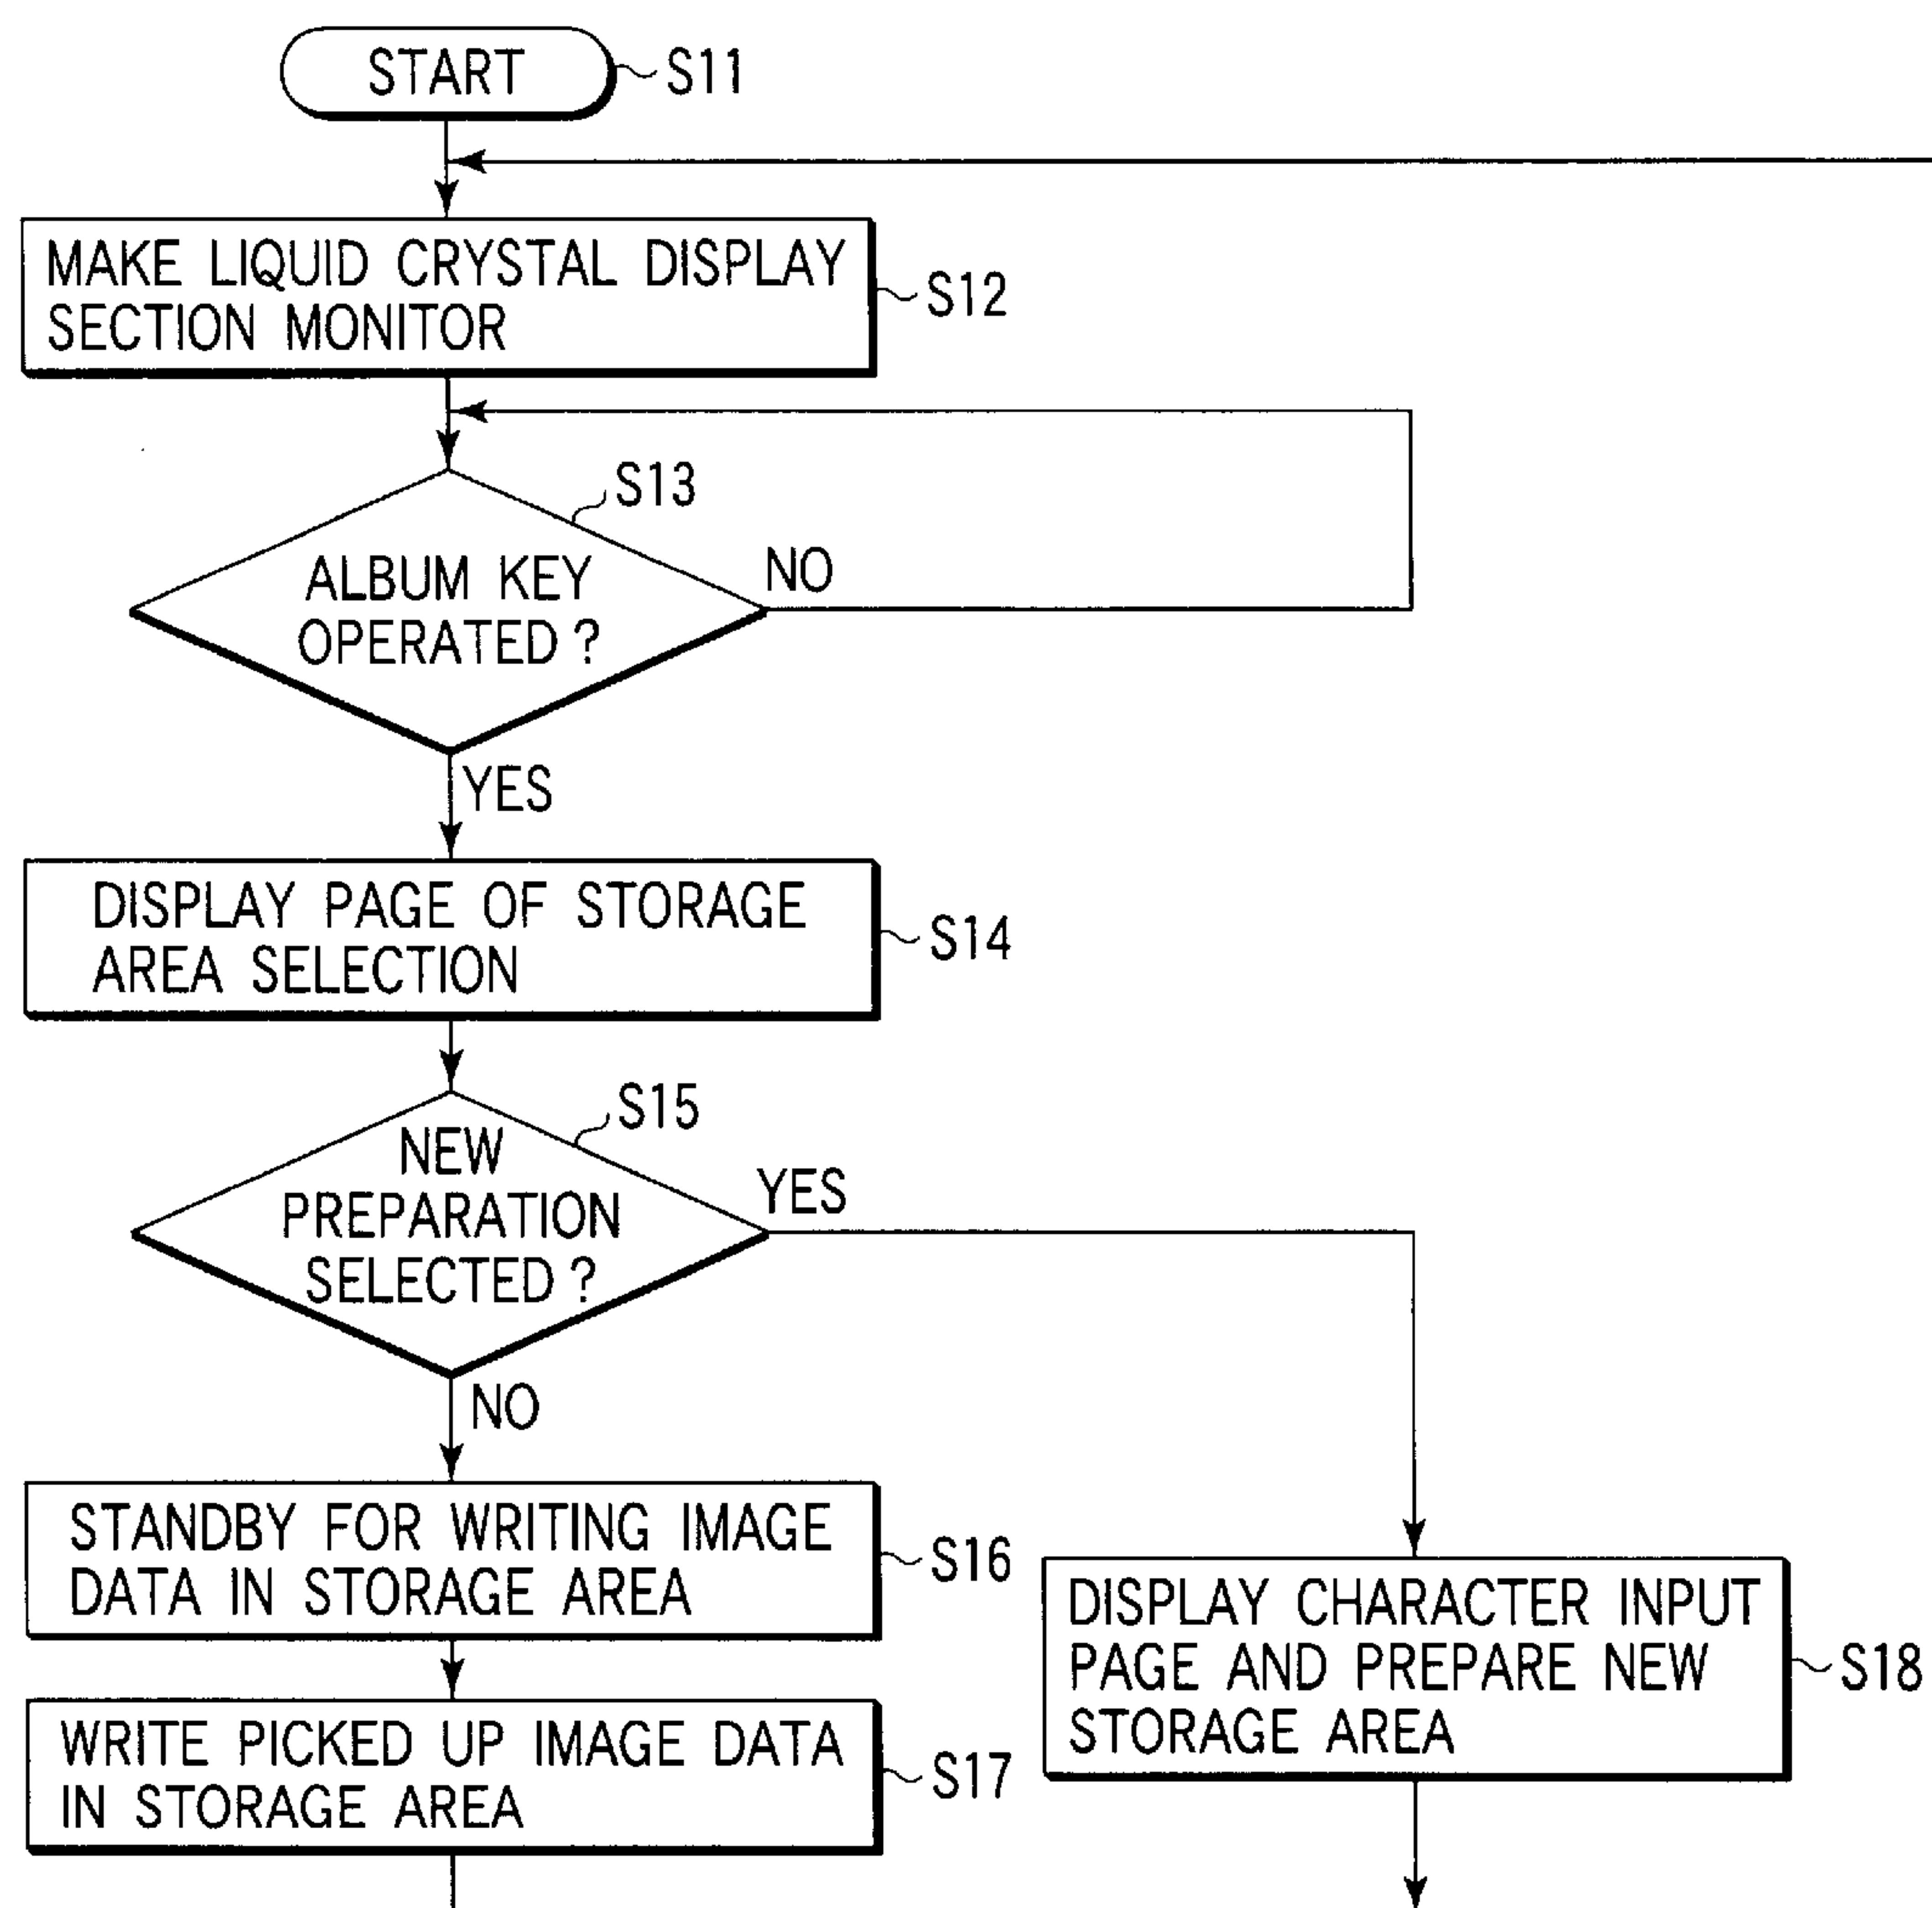 START
S11
MAKE LIQUID CRYSTAL DISPLAY
SECTION MONITOR
S12
S13
ALBUM KEY
OPERATED ?
NO
YES
DISPLAY PAGE OF STORAGE
AREA SELECTION
S14
S15
NEW
PREPARATION
SELECTED ?
YES
NO
STANDBY FOR WRITING IMAGE
DATA IN STORAGE AREA
S16
DISPLAY CHARACTER INPUT
PAGE AND PREPARE NEW
STORAGE AREA
S18
WRITE PICKED UP IMAGE DATA
IN STORAGE AREA
S17